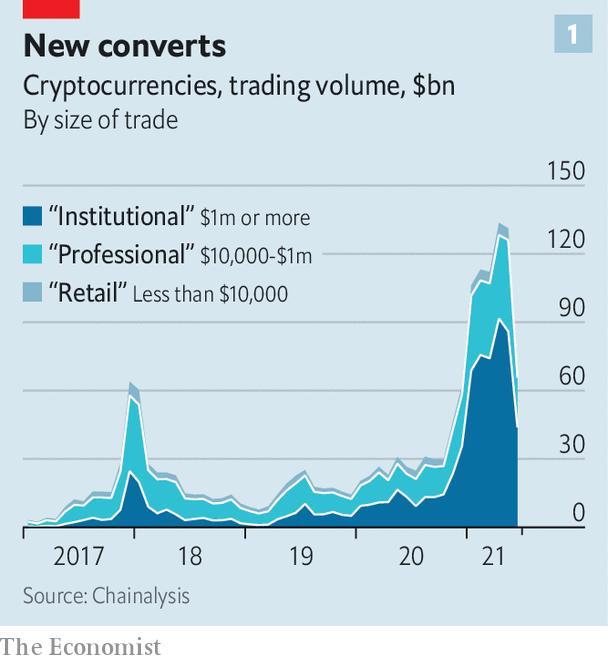 New converts
1
Cryptocurrencies, trading volume, $bn
By size of trade
150
“Institutional” $1m or more
“Professional” $10,000-$1m
120
“Retail” Less than $10,000
90
60
30
0
2017 18 19 20 21
Source: Chainalysis
The Economist